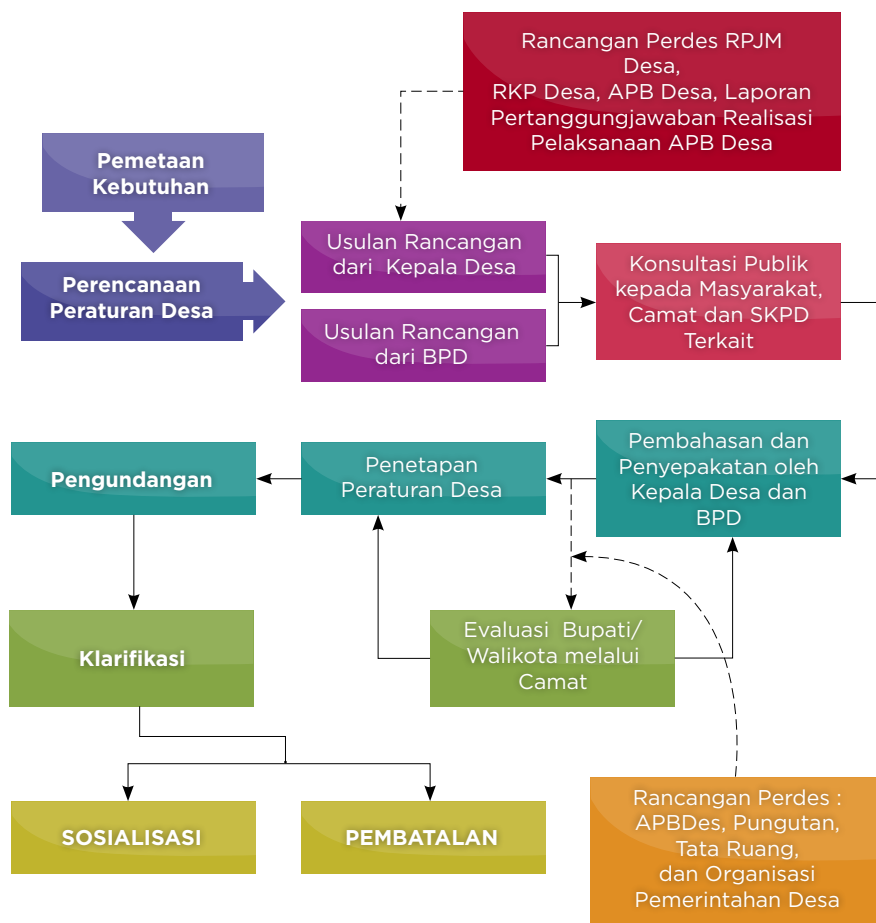 Rancangan Perdes RPJM
Desa,
RKP Desa, APB Desa, Laporan
Pertanggungjawaban Realisasi
Pelaksanaan APB Desa
Pemetaan
Kebutuhan
Perencanaan
Peraturan Desa
Usulan Rancangan
dari Kepala Desa
Usulan Rancangan
dari BPD
Konsultasi Publik
kepada Masyarakat,
Camat dan SKPD
Terkait
Pengundangan
Penetapan
Peraturan Desa
Pembahasan dan
Penyepakatan oleh
Kepala Desa dan
BPD
Klarifikasi
Evaluasi Bupati/
Walikota melalui
Camat
SOSIALISASI
PEMBATALAN
Rancangan Perdes :
APBDes, Pungutan,
Tata Ruang,
dan Organisasi
Pemerintahan Desa